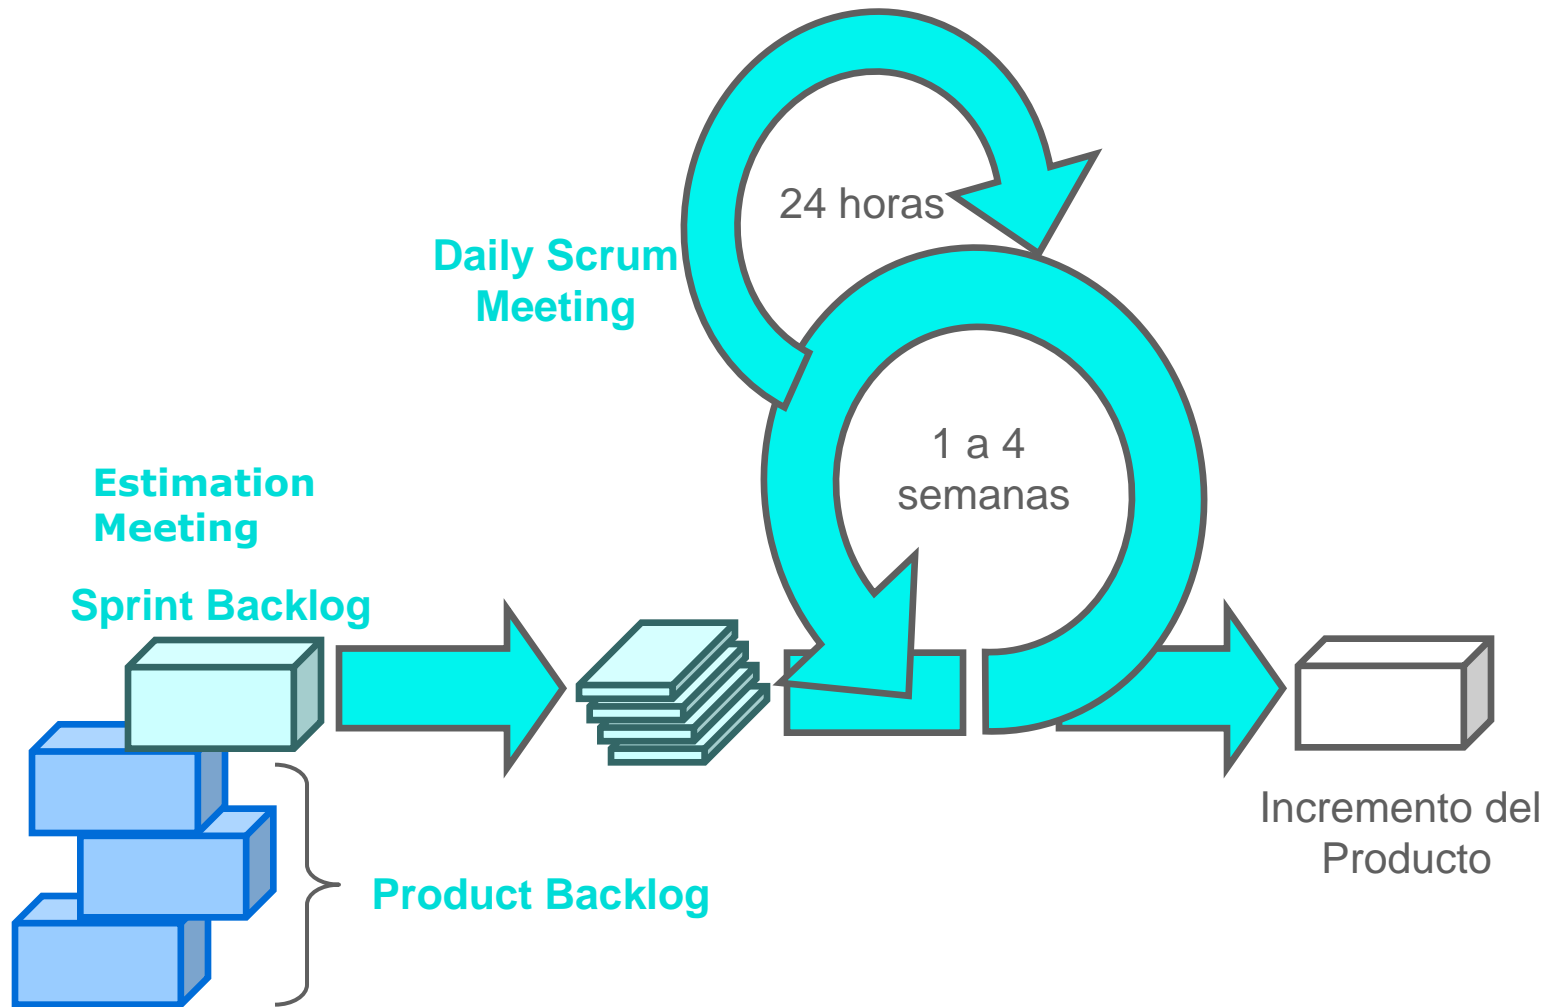 24 horas
Daily Scrum
Meeting
1 a 4
semanas
Estimation
Meeting
Sprint Backlog
Incremento del
Producto
Product Backlog